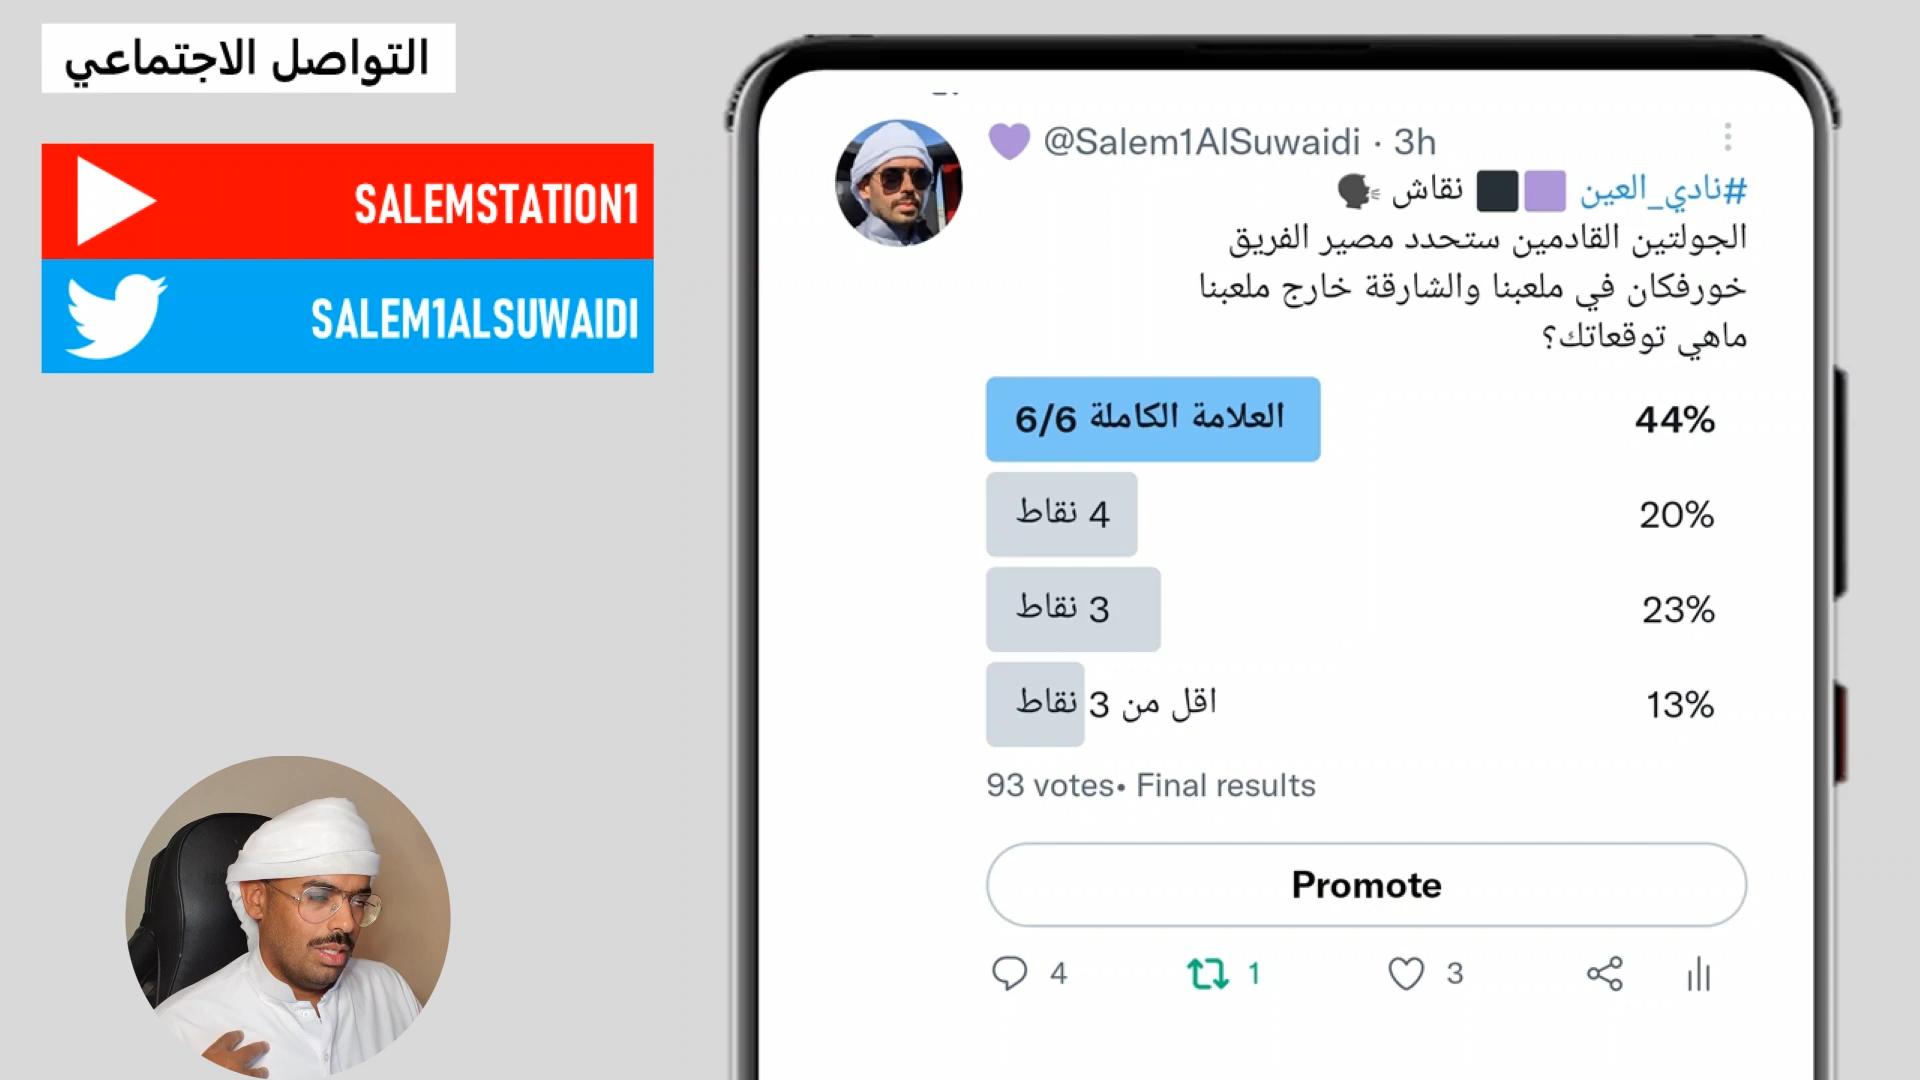 التواصل الاجتماعي
SALEMSTATION1
SALEM1ALSUWAIDI
@Salem1AlSuwaidi · 3h
#نادي_العين نقاش
الجولتين القادمين ستحدد مصير الفريق
خورفكان في ملعبنا والشارقة خارج ملعبنا
ماهي توقعاتك؟
العلامة الكاملة 6/6 44%
4 نقاط 20%
3 نقاط 23%
اقل من 3 نقاط 13%
93 votes• Final results
Promote
4 1 3